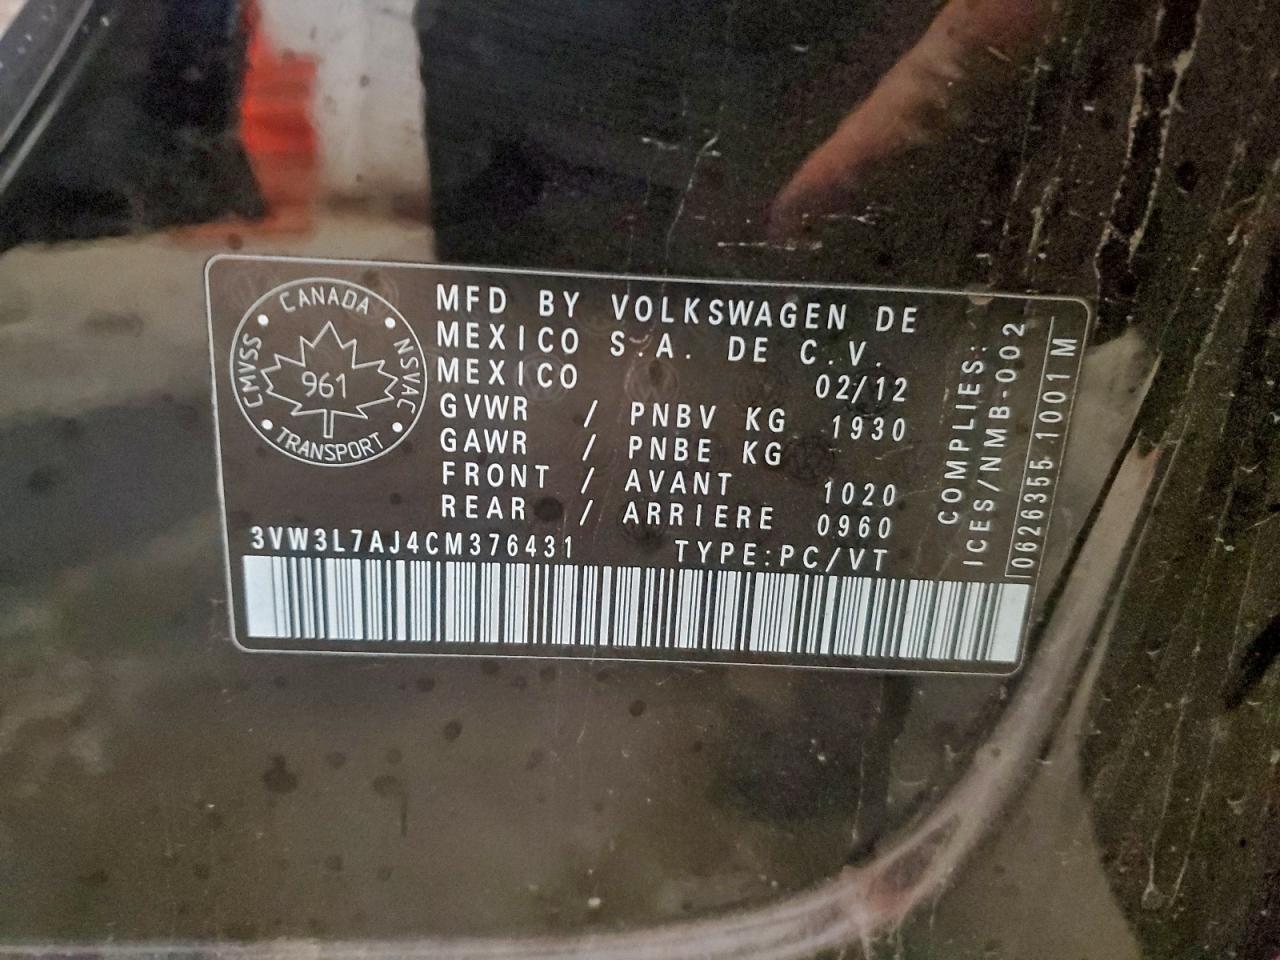 CANADA
CMVSS
961
NSVAC
TRANSPORT
MFD BY VOLKSWAGEN DE
MEXICO S.A. DE C.V.
MEXICO 02/12
GVWR / PNBV KG 1930
GAWR / PNBE KG
FRONT / AVANT 1020
REAR / ARRIERE 0960
3VW3L7AJ4CM376431 TYPE:PC/VT
COMPLIES:
ICES/NMB-002
0626355 1001 M